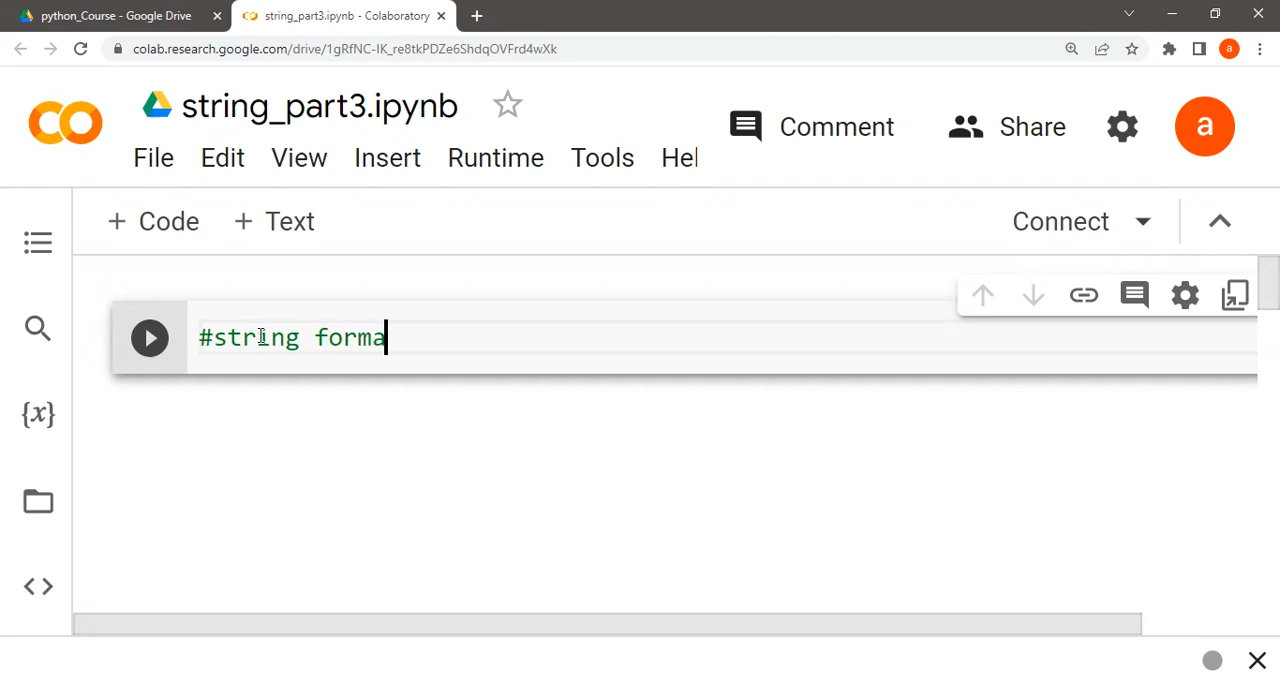 python_Course - Google Drive
string_part3.ipynb - Colaboratory
colab.research.google.com/drive/1gRfNC-IK_re8tkPDZe6ShdqOVFrd4wXk
a
string_part3.ipynb
Comment
Share
a
File Edit View Insert Runtime Tools Hel
+ Code + Text
Connect
#string forma
{x}